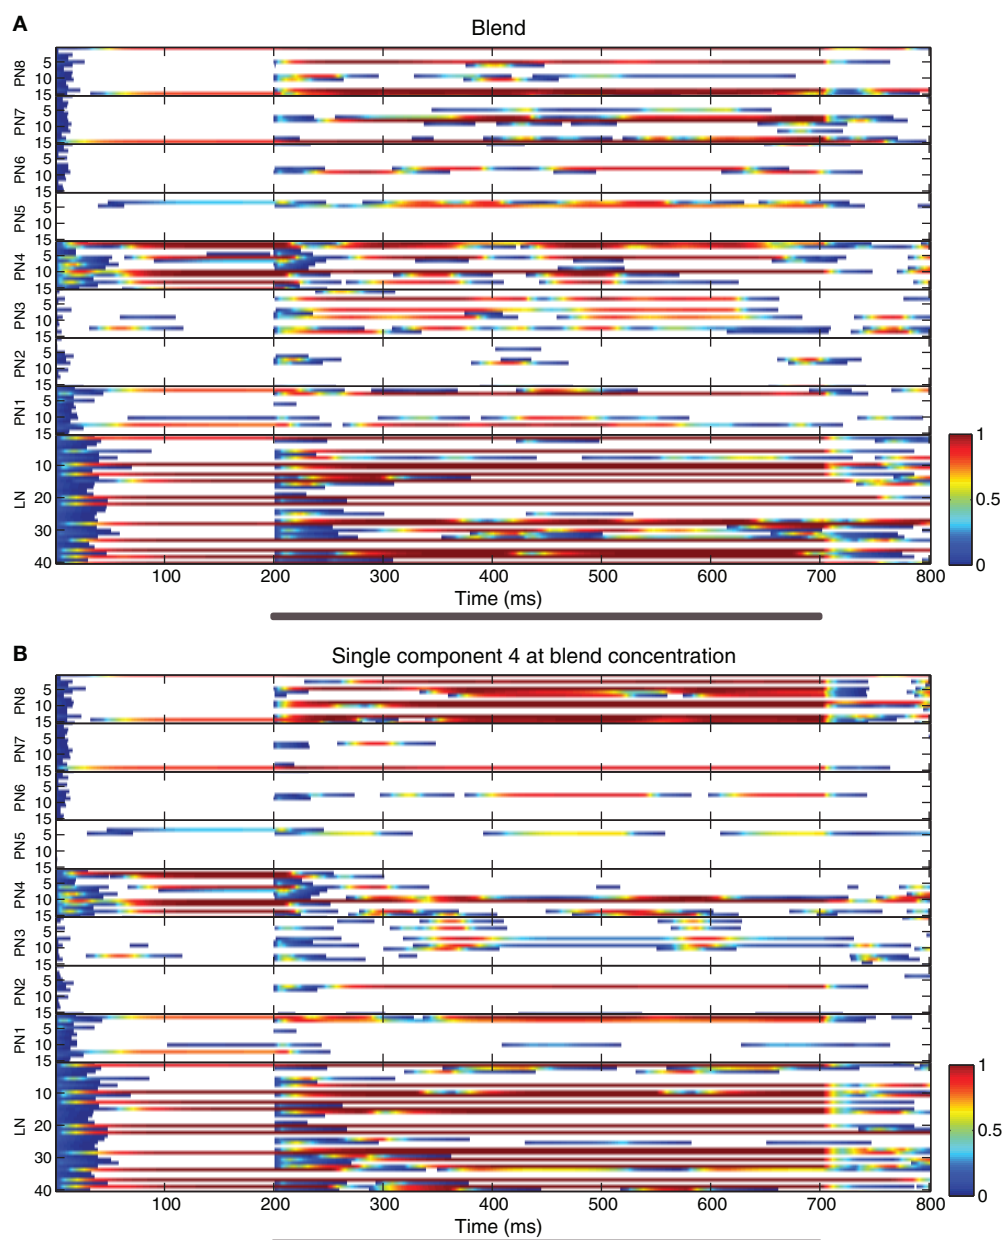 A
Blend
PN8 5 10 15
PN7 5 10 15
PN6 5 10 15
PN5 5 10 15
PN4 5 10 15
PN3 5 10 15
PN2 5 10 15
PN1 5 10 15
LN 10 20 30 40
1 0.5 0
100 200 300 400 500 600 700 800
Time (ms)
B
Single component 4 at blend concentration
PN8 5 10 15
PN7 5 10 15
PN6 5 10 15
PN5 5 10 15
PN4 5 10 15
PN3 5 10 15
PN2 5 10 15
PN1 5 10 15
LN 10 20 30 40
1 0.5 0
100 200 300 400 500 600 700 800
Time (ms)